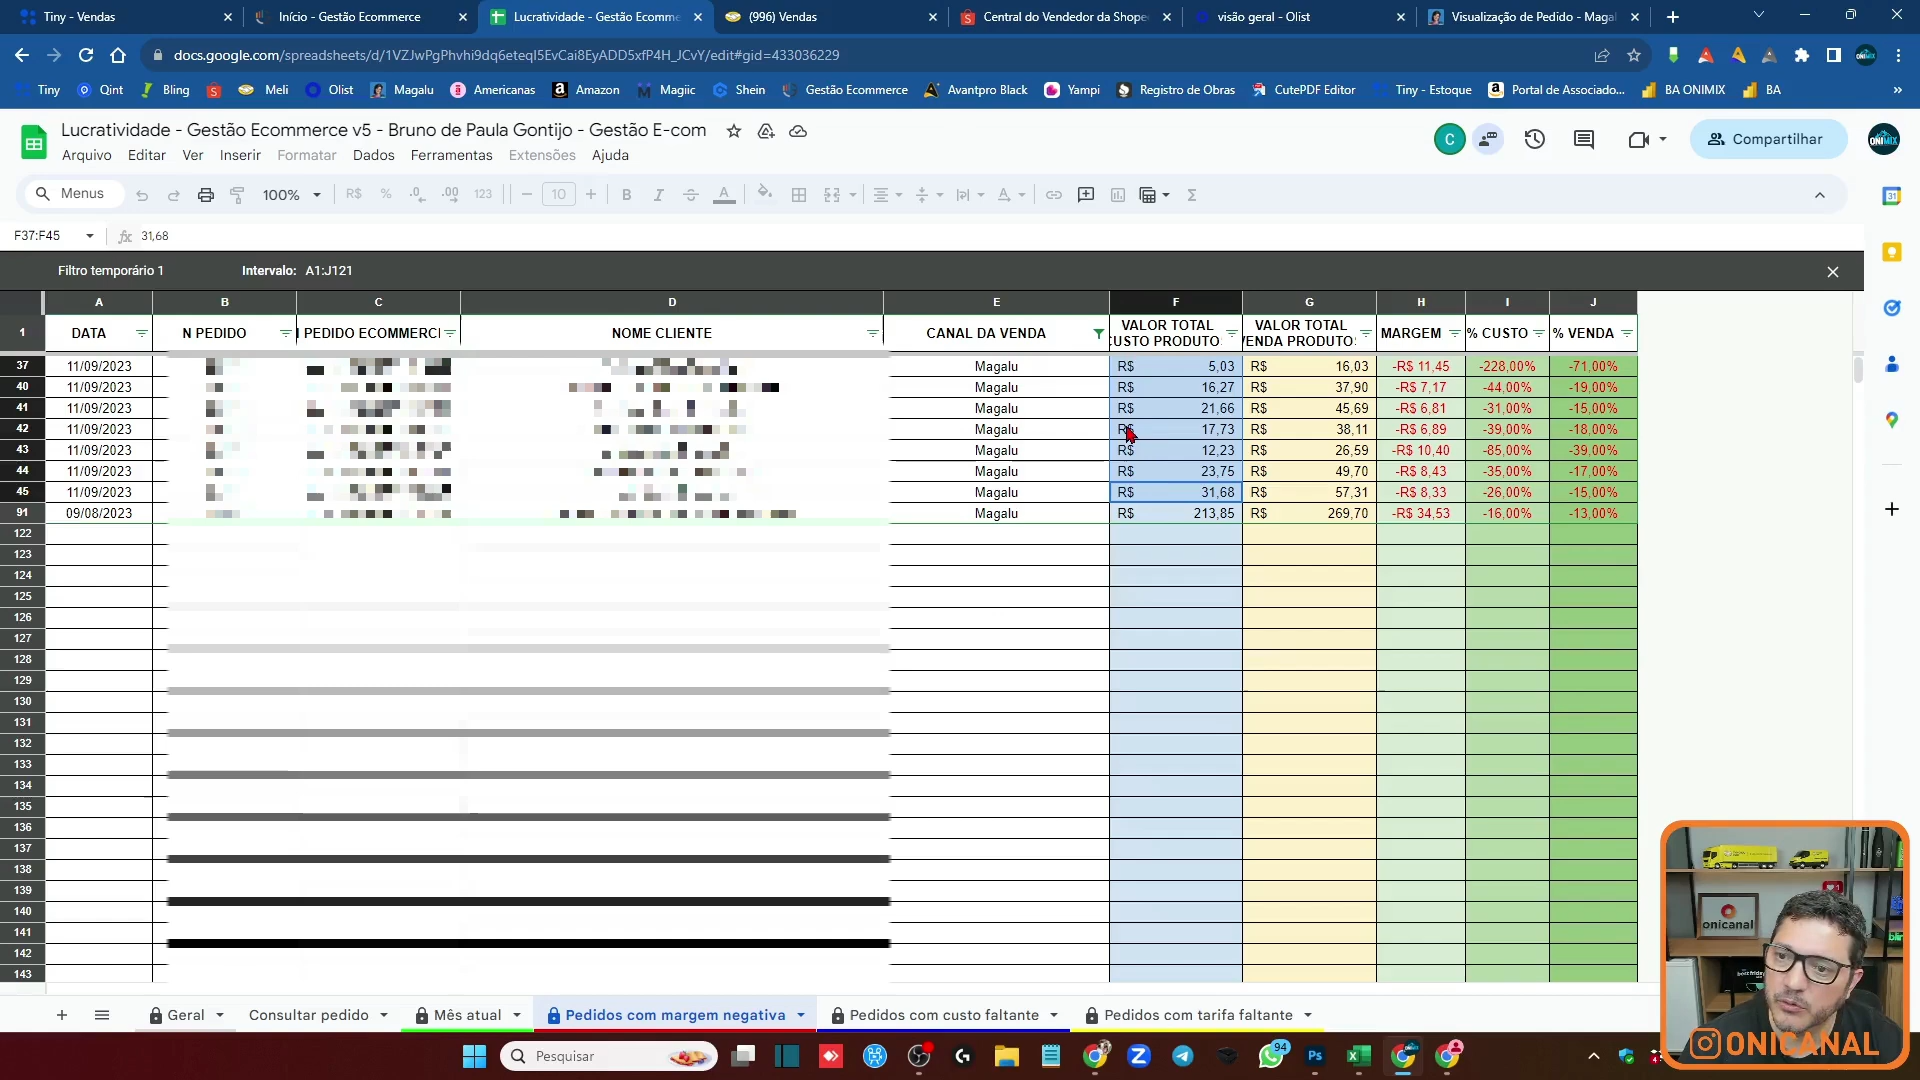 Tiny - Vendas
Início - Gestão Ecommerce
Lucratividade - Gestão Ecomme
(996) Vendas
Central do Vendedor da Shope
visão geral - Olist
Visualização de Pedido - Magal
docs.google.com/spreadsheets/d/1VZJwPgPhvhi9dq6eteqI5EvCai8EyADD5xfP4H_JCvY/edit#gid=433036229
Tiny
Qint
Bling
Meli
Olist
Magalu
Americanas
Amazon
Magiic
Shein
Gestão Ecommerce
Avantpro Black
Yampi
Registro de Obras
CutePDF Editor
Tiny - Estoque
Portal de Associado...
BA ONIMIX
BA
»
Lucratividade - Gestão Ecommerce v5 - Bruno de Paula Gontijo - Gestão E-com
Arquivo Editar Ver Inserir Formatar Dados Ferramentas Extensões Ajuda
C
Compartilhar
ONIMIX
Menus
100%
R$ % .0 .00 123
10
B I
F37:F45
fx 31,68
Filtro temporário 1
Intervalo: A1:J121
A B C D E F G H I J
1 DATA N PEDIDO PEDIDO ECOMMERCI NOME CLIENTE CANAL DA VENDA VALOR TOTAL CUSTO PRODUTO: VALOR TOTAL VENDA PRODUTO: MARGEM % CUSTO % VENDA
37 11/09/2023 Magalu R$ 5,03 R$ 16,03 -R$ 11,45 -228,00% -71,00%
40 11/09/2023 Magalu R$ 16,27 R$ 37,90 -R$ 7,17 -44,00% -19,00%
41 11/09/2023 Magalu R$ 21,66 R$ 45,69 -R$ 6,81 -31,00% -15,00%
42 11/09/2023 Magalu R$ 17,73 R$ 38,11 -R$ 6,89 -39,00% -18,00%
43 11/09/2023 Magalu R$ 12,23 R$ 26,59 -R$ 10,40 -85,00% -39,00%
44 11/09/2023 Magalu R$ 23,75 R$ 49,70 -R$ 8,43 -35,00% -17,00%
45 11/09/2023 Magalu R$ 31,68 R$ 57,31 -R$ 8,33 -26,00% -15,00%
91 09/08/2023 Magalu R$ 213,85 R$ 269,70 -R$ 34,53 -16,00% -13,00%
122
123
124
125
126
127
128
129
130
131
132
133
134
135
136
137
138
139
140
141
142
143
onicanal
ONICANAL
Geral
Consultar pedido
Mês atual
Pedidos com margem negativa
Pedidos com custo faltante
Pedidos com tarifa faltante
Pesquisar
94